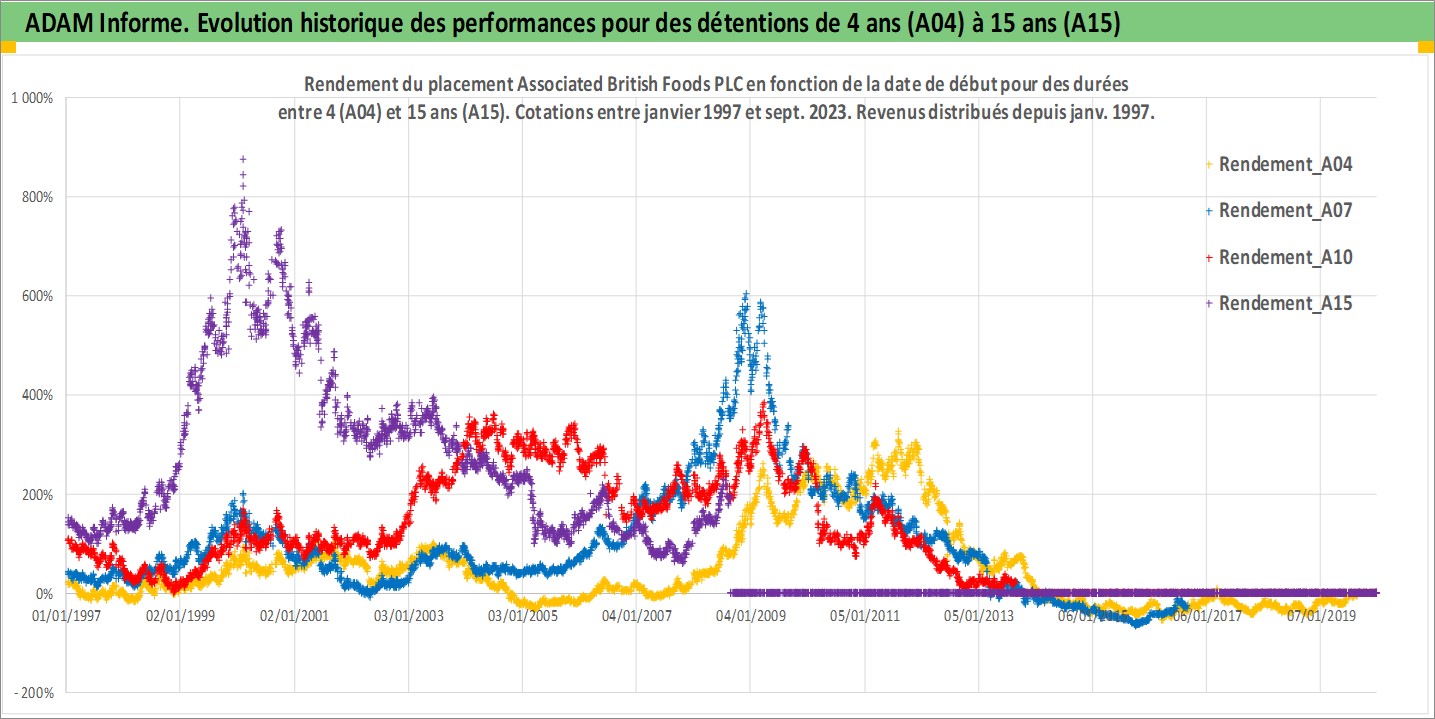 ADAM Informe. Evolution historique des performances pour des détentions de 4 ans (A04) à 15 ans (A15)
Rendement du placement Associated British Foods PLC en fonction de la date de début pour des durées
entre 4 (A04) et 15 ans (A15). Cotations entre janvier 1997 et sept. 2023. Revenus distribués depuis janv. 1997.
1 000%
800%
600%
400%
200%
0%
-200%
Rendement_A04
Rendement_A07
Rendement_A10
Rendement_A15
01/01/1997
02/01/1999
02/01/2001
03/01/2003
03/01/2005
04/01/2007
04/01/2009
05/01/2011
05/01/2013
06/01/2015
06/01/2017
07/01/2019